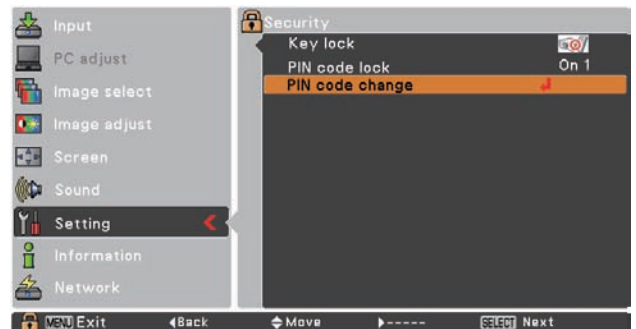 Input
PC adjust
Image select
Image adjust
Screen
Sound
Setting
Information
Network
Security
Key lock
PIN code lock On 1
PIN code change
MENU Exit ◀Back Move ▶----- SELECT Next